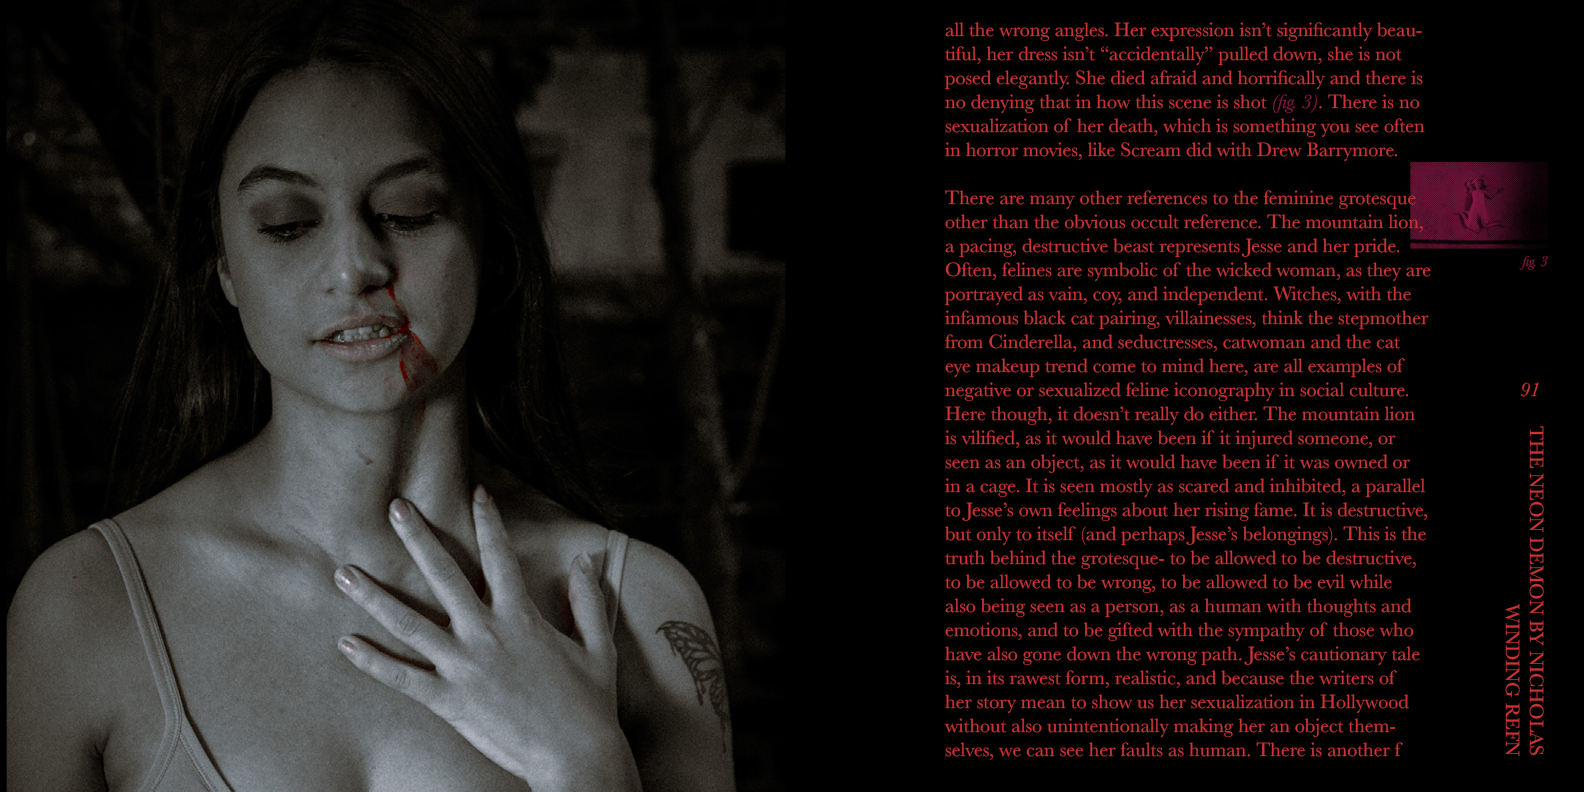 all the wrong angles. Her expression isn’t significantly beau-
tiful, her dress isn’t “accidentally” pulled down, she is not
posed elegantly. She died afraid and horrifically and there is
no denying that in how this scene is shot (fig. 3). There is no
sexualization of her death, which is something you see often
in horror movies, like Scream did with Drew Barrymore.
There are many other references to the feminine grotesque
other than the obvious occult reference. The mountain lion,
a pacing, destructive beast represents Jesse and her pride.
Often, felines are symbolic of the wicked woman, as they are
portrayed as vain, coy, and independent. Witches, with the
infamous black cat pairing, villainesses, think the stepmother
from Cinderella, and seductresses, catwoman and the cat
eye makeup trend come to mind here, are all examples of
negative or sexualized feline iconography in social culture.
Here though, it doesn’t really do either. The mountain lion
is vilified, as it would have been if it injured someone, or
seen as an object, as it would have been if it was owned or
in a cage. It is seen mostly as scared and inhibited, a parallel
to Jesse’s own feelings about her rising fame. It is destructive,
but only to itself (and perhaps Jesse’s belongings). This is the
truth behind the grotesque- to be allowed to be destructive,
to be allowed to be wrong, to be allowed to be evil while
also being seen as a person, as a human with thoughts and
emotions, and to be gifted with the sympathy of those who
have also gone down the wrong path. Jesse’s cautionary tale
is, in its rawest form, realistic, and because the writers of
her story mean to show us her sexualization in Hollywood
without also unintentionally making her an object them-
selves, we can see her faults as human. There is another f
fig. 3
91
THE NEON DEMON BY NICHOLAS
WINDING REFN